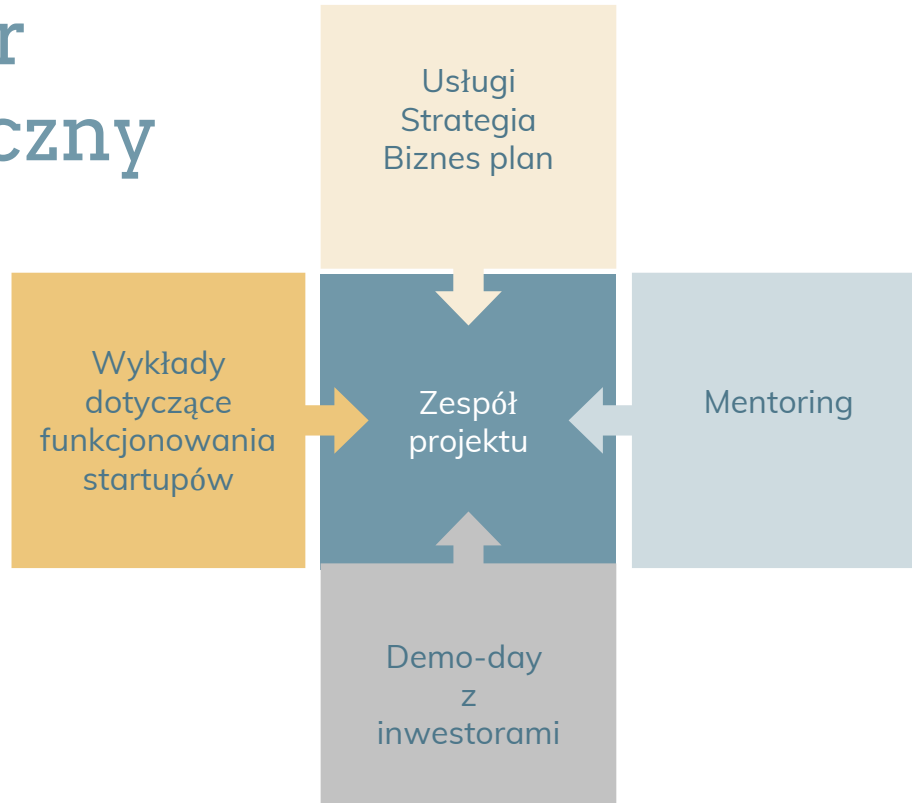 r
czny
Usługi
Strategia
Biznes plan
Wykłady
dotyczące
funkcjonowania
startupów
Zespół
projektu
Mentoring
Demo-day
z
inwestorami